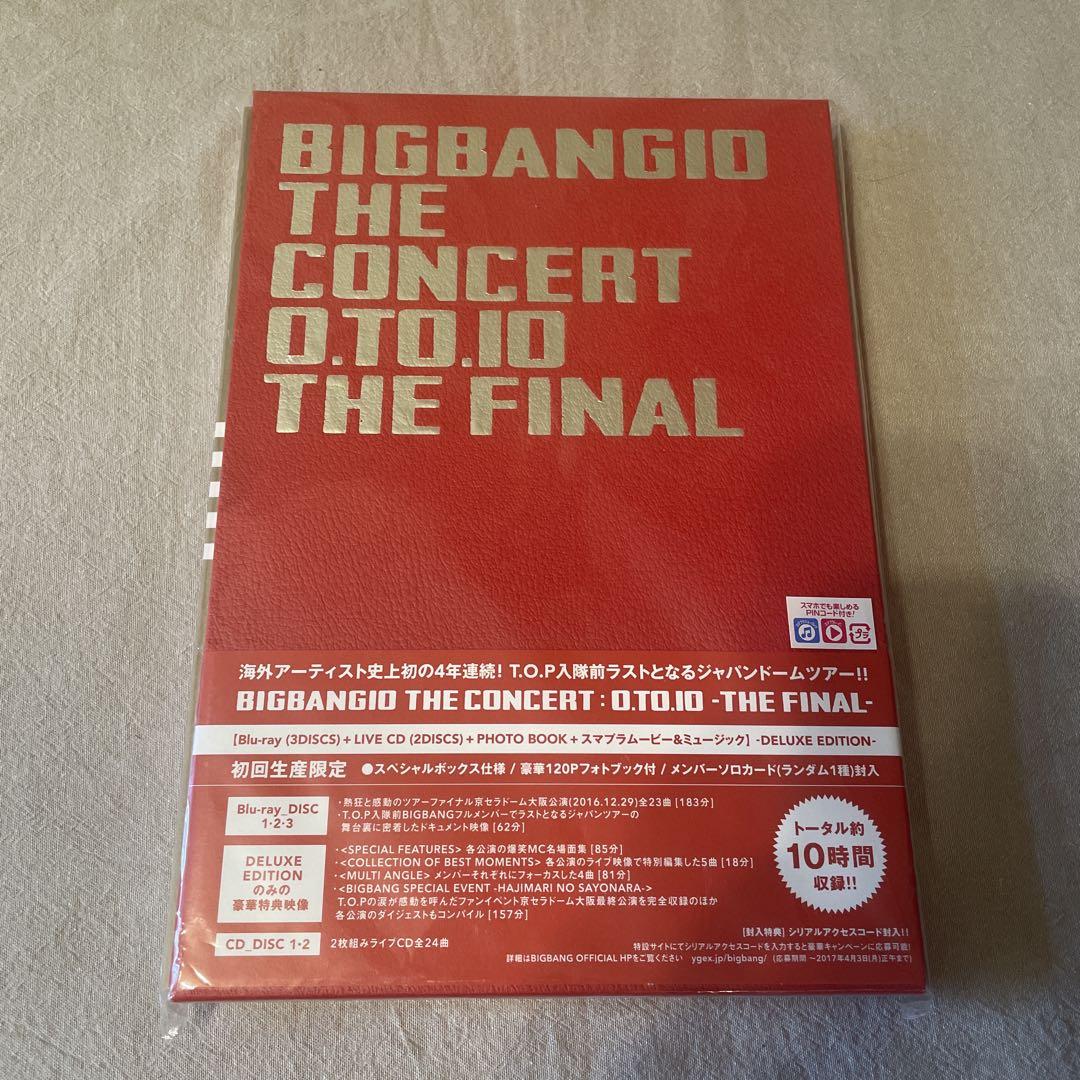 BIGBANG10
THE
CONCERT
0.TO.10
THE FINAL
スマホでも楽しめる
PINコード付き!
プラ
海外アーティスト史上初の4年連続! T.O.P入隊前ラストとなるジャパンドームツアー!!
BIGBANG10 THE CONCERT : 0.TO.10 -THE FINAL-
【Blu-ray (3DISCS)+LIVE CD (2DISCS)+PHOTO BOOK+スマプラムービー&ミュージック】-DELUXE EDITION-
初回生産限定 ●スペシャルボックス仕様 / 豪華120Pフォトブック付 / メンバーソロカード(ランダム1種)封入
Blu-ray_DISC
1・2・3
・熱狂と感動のツアーファイナル京セラドーム大阪公演(2016.12.29)全23曲 [183分]
・T.O.P入隊前BIGBANGフルメンバーでラストとなるジャパンツアーの
舞台裏に密着したドキュメント映像 [62分]
DELUXE
EDITION
のみの
豪華特典映像
・<SPECIAL FEATURES> 各公演の爆笑MC名場面集 [85分]
・<COLLECTION OF BEST MOMENTS> 各公演のライブ映像で特別編集した5曲 [18分]
・<MULTI ANGLE> メンバーそれぞれにフォーカスした4曲 [81分]
・<BIGBANG SPECIAL EVENT -HAJIMARI NO SAYONARA->
T.O.Pの涙が感動を呼んだファンイベント京セラドーム大阪最終公演を完全収録のほか
各公演のダイジェストもコンパイル [157分]
トータル約
10時間
収録!!
CD_DISC 1・2
2枚組みライブCD全24曲
[封入特典] シリアルアクセスコード封入!!
特設サイトにてシリアルアクセスコードを入力すると豪華キャンペーンに応募可能!
詳細はBIGBANG OFFICIAL HPをご覧ください ygex.jp/bigbang/ (応募期間 〜2017年4月3日(月)正午まで)